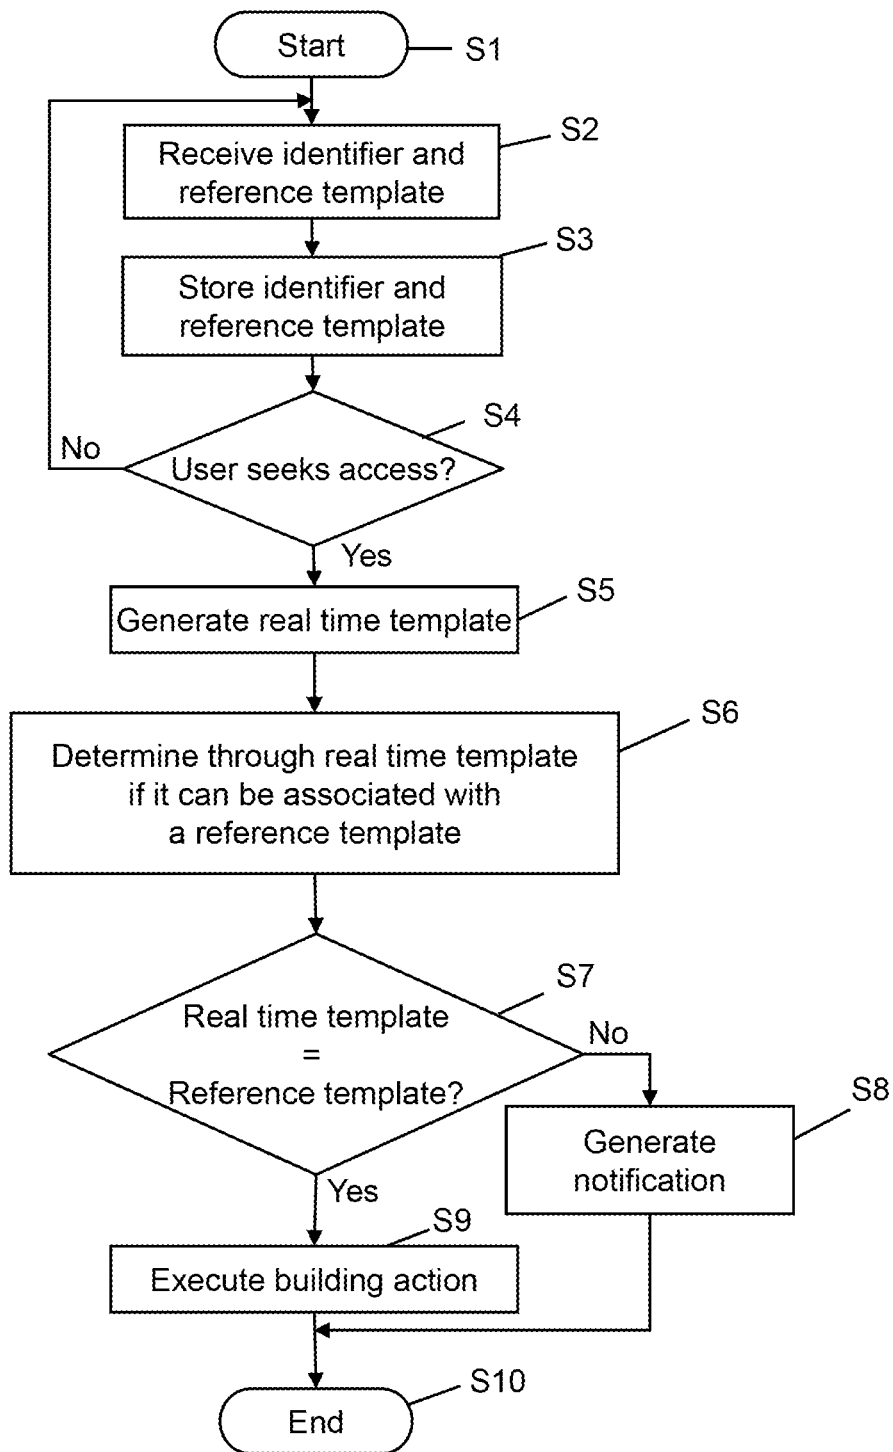 Start
S1
S2
Receive identifier and
reference template
S3
Store identifier and
reference template
S4
No
User seeks access?
Yes
S5
Generate real time template
S6
Determine through real time template
if it can be associated with
a reference template
S7
Real time template
=
Reference template?
No
S8
Generate
notification
Yes
S9
Execute building action
S10
End